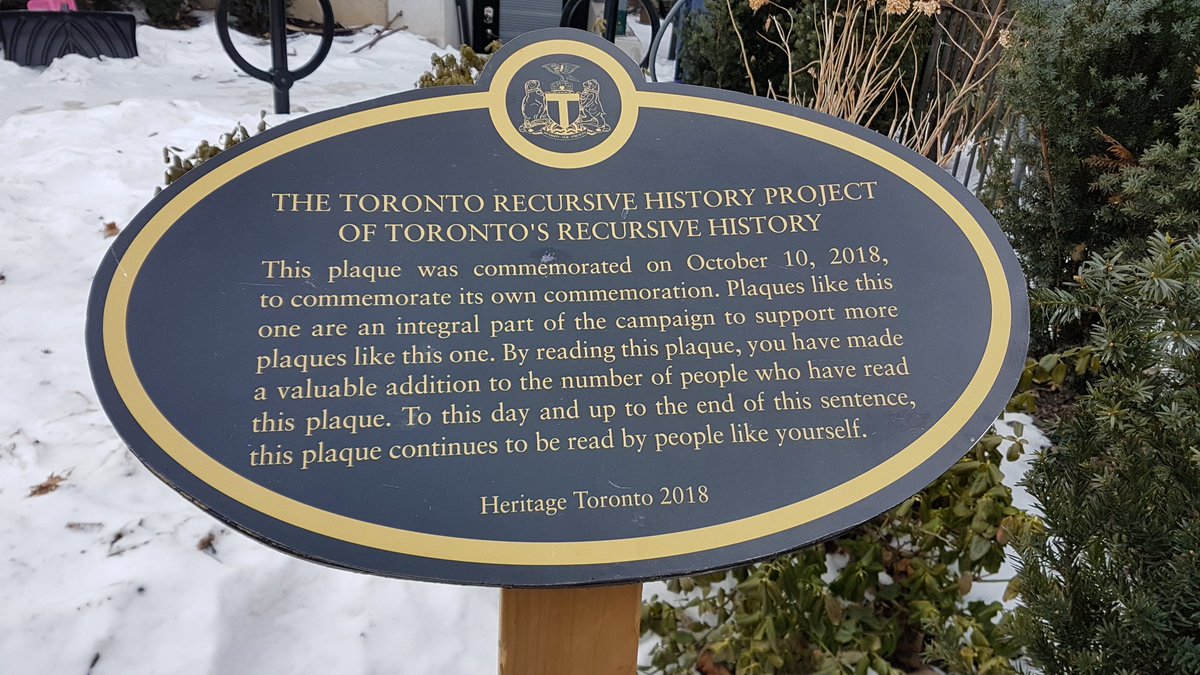 T
THE TORONTO RECURSIVE HISTORY PROJECT
OF TORONTO'S RECURSIVE HISTORY
This plaque was commemorated on October 10, 2018,
to commemorate its own commemoration. Plaques like this
one are an integral part of the campaign to support more
plaques like this one. By reading this plaque, you have made
a valuable addition to the number of people who have read
this plaque. To this day and up to the end of this sentence,
this plaque continues to be read by people like yourself.
Heritage Toronto 2018